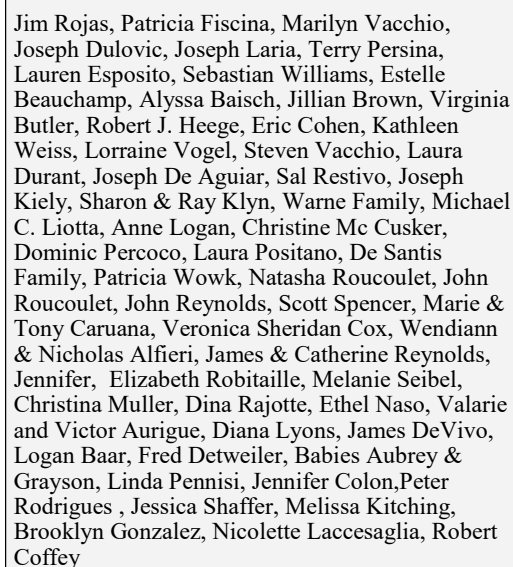 Jim Rojas, Patricia Fiscina, Marilyn Vacchio,
Joseph Dulovic, Joseph Laria, Terry Persina,
Lauren Esposito, Sebastian Williams, Estelle
Beauchamp, Alyssa Baisch, Jillian Brown, Virginia
Butler, Robert J. Heege, Eric Cohen, Kathleen
Weiss, Lorraine Vogel, Steven Vacchio, Laura
Durant, Joseph De Aguiar, Sal Restivo, Joseph
Kiely, Sharon & Ray Klyn, Warne Family, Michael
C. Liotta, Anne Logan, Christine Mc Cusker,
Dominic Percoco, Laura Positano, De Santis
Family, Patricia Wowk, Natasha Roucoulet, John
Roucoulet, John Reynolds, Scott Spencer, Marie &
Tony Caruana, Veronica Sheridan Cox, Wendiann
& Nicholas Alfieri, James & Catherine Reynolds,
Jennifer,  Elizabeth Robitaille, Melanie Seibel,
Christina Muller, Dina Rajotte, Ethel Naso, Valarie
and Victor Aurigue, Diana Lyons, James DeVivo,
Logan Baar, Fred Detweiler, Babies Aubrey &
Grayson, Linda Pennisi, Jennifer Colon,Peter
Rodrigues , Jessica Shaffer, Melissa Kitching,
Brooklyn Gonzalez, Nicolette Laccesaglia, Robert
Coffey